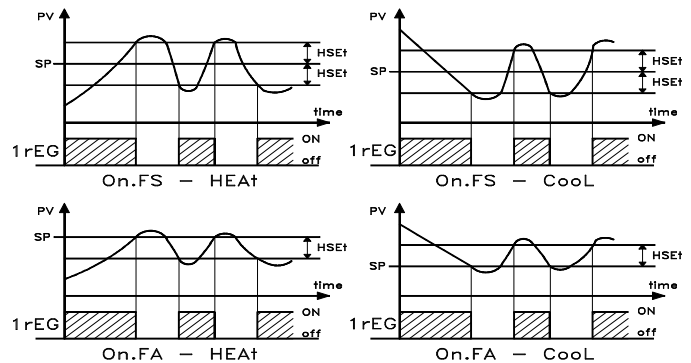 PV
HSEt
SP
HSEt
time
ON
1rEG
off
On.FS – HEAt
PV
HSEt
SP
HSEt
time
ON
1rEG
off
On.FS – CooL
PV
SP
HSEt
time
ON
1rEG
off
On.FA – HEAt
PV
HSEt
SP
time
ON
1rEG
off
On.FA – CooL